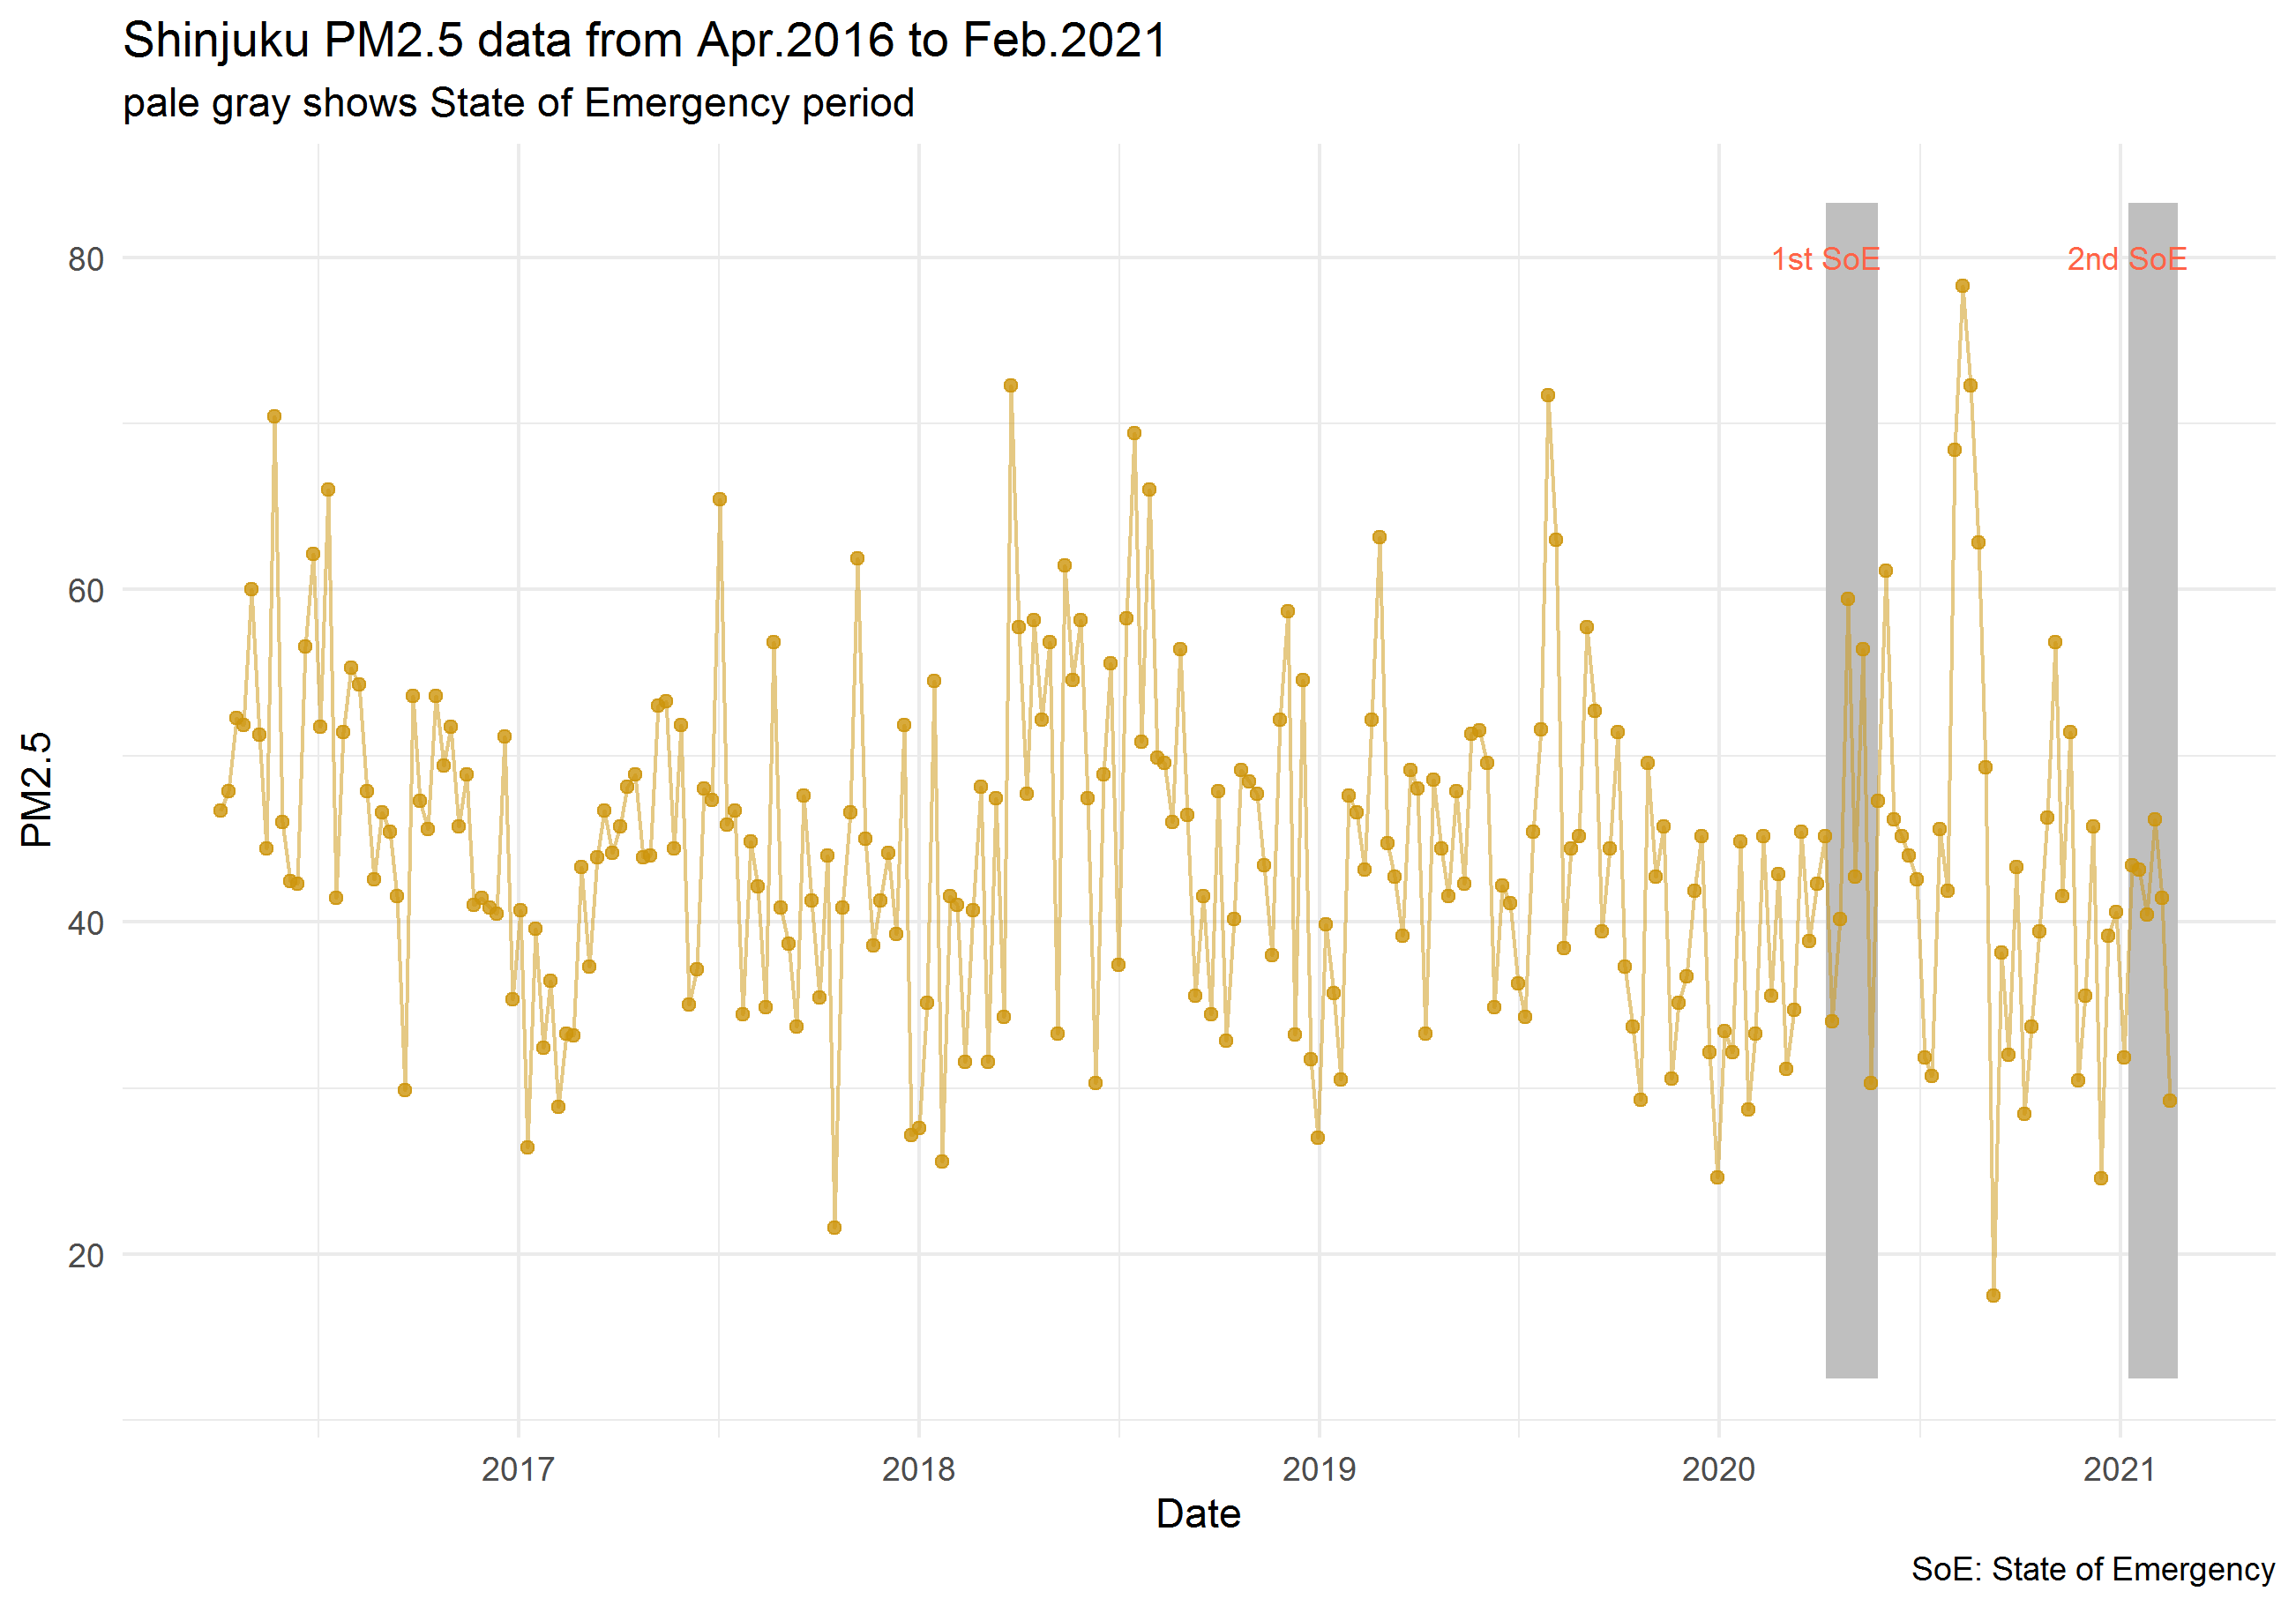 Shinjuku PM2.5 data from Apr.2016 to Feb.2021
pale gray shows State of Emergency period
80
60
40
20
PM2.5
1st SoE
2nd SoE
2017
2018
2019
2020
2021
Date
SoE: State of Emergency